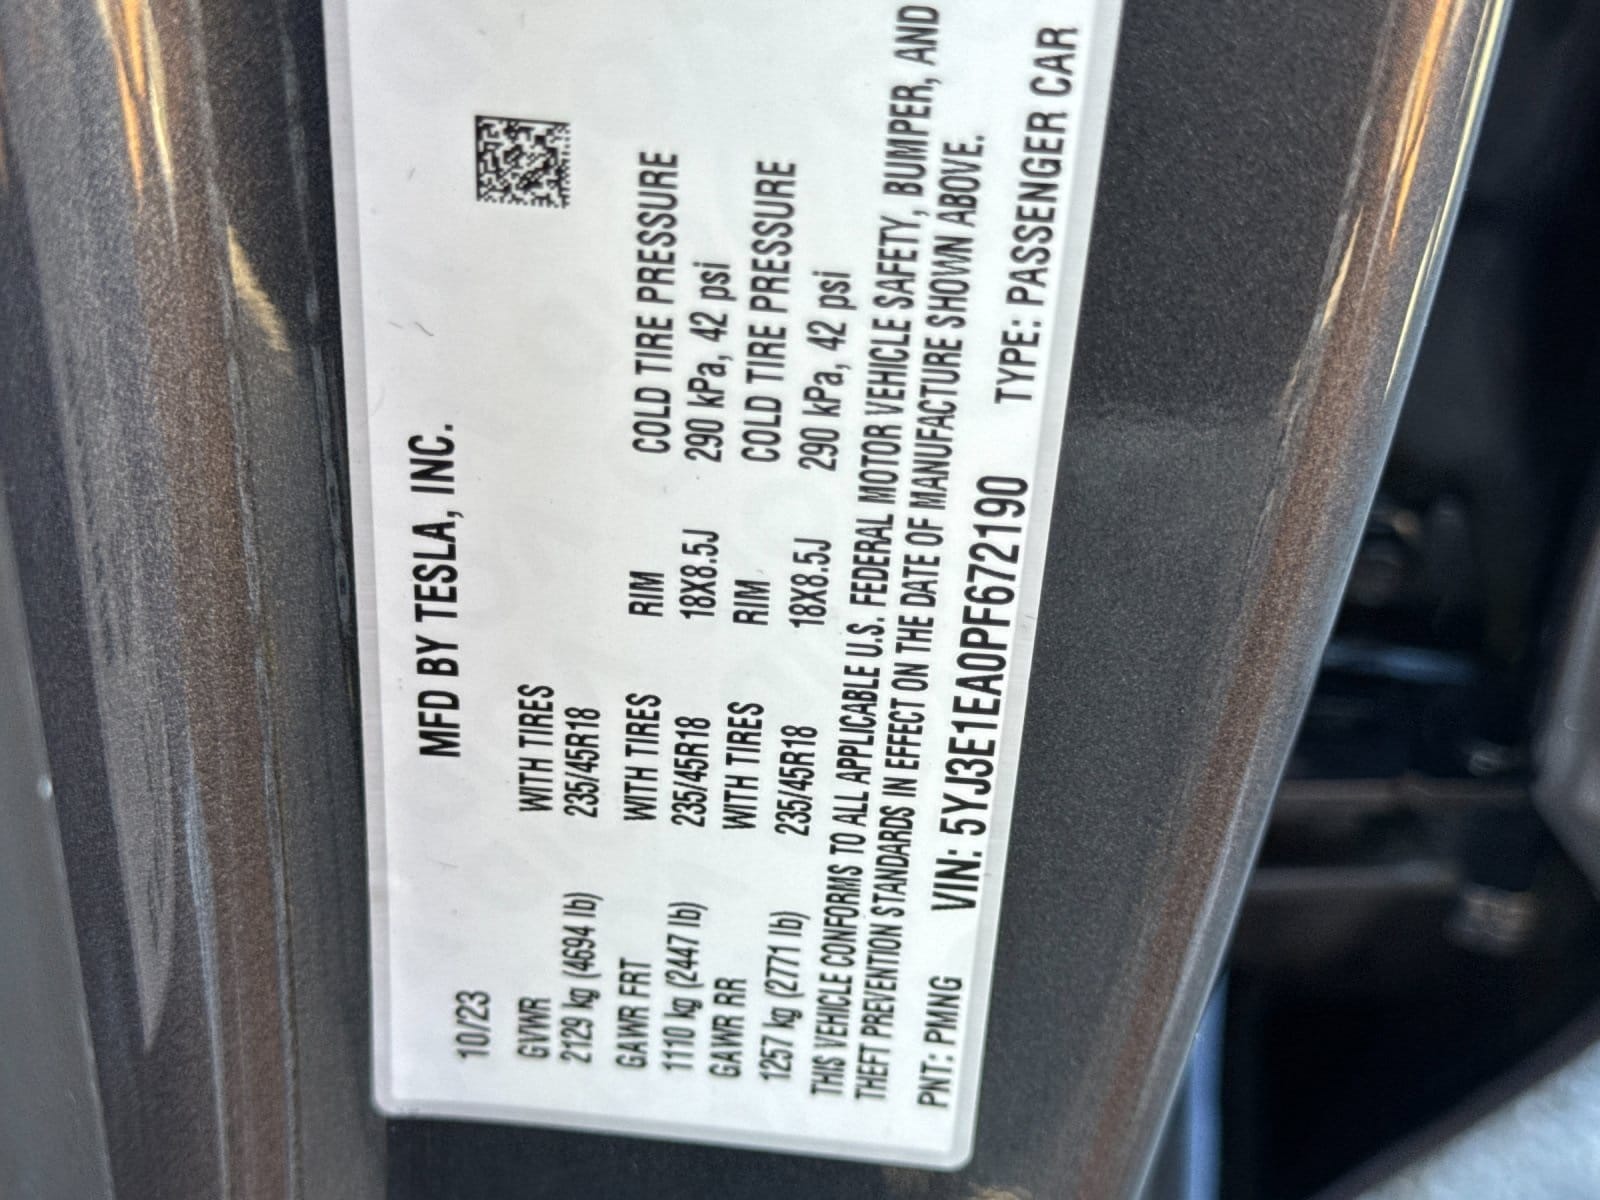 MFD BY TESLA, INC.
10/23
GVWR WITH TIRES
2129 kg (4694 lb) 235/45R18
GAWR FRT WITH TIRES RIM COLD TIRE PRESSURE
1110 kg (2447 lb) 235/45R18 18X8.5J 290 kPa, 42 psi
GAWR RR WITH TIRES RIM COLD TIRE PRESSURE
1257 kg (2771 lb) 235/45R18 18X8.5J 290 kPa, 42 psi
THIS VEHICLE CONFORMS TO ALL APPLICABLE U.S. FEDERAL MOTOR VEHICLE SAFETY, BUMPER, AND
THEFT PREVENTION STANDARDS IN EFFECT ON THE DATE OF MANUFACTURE SHOWN ABOVE.
PNT: PMNG VIN: 5YJ3E1EA0PF672190 TYPE: PASSENGER CAR